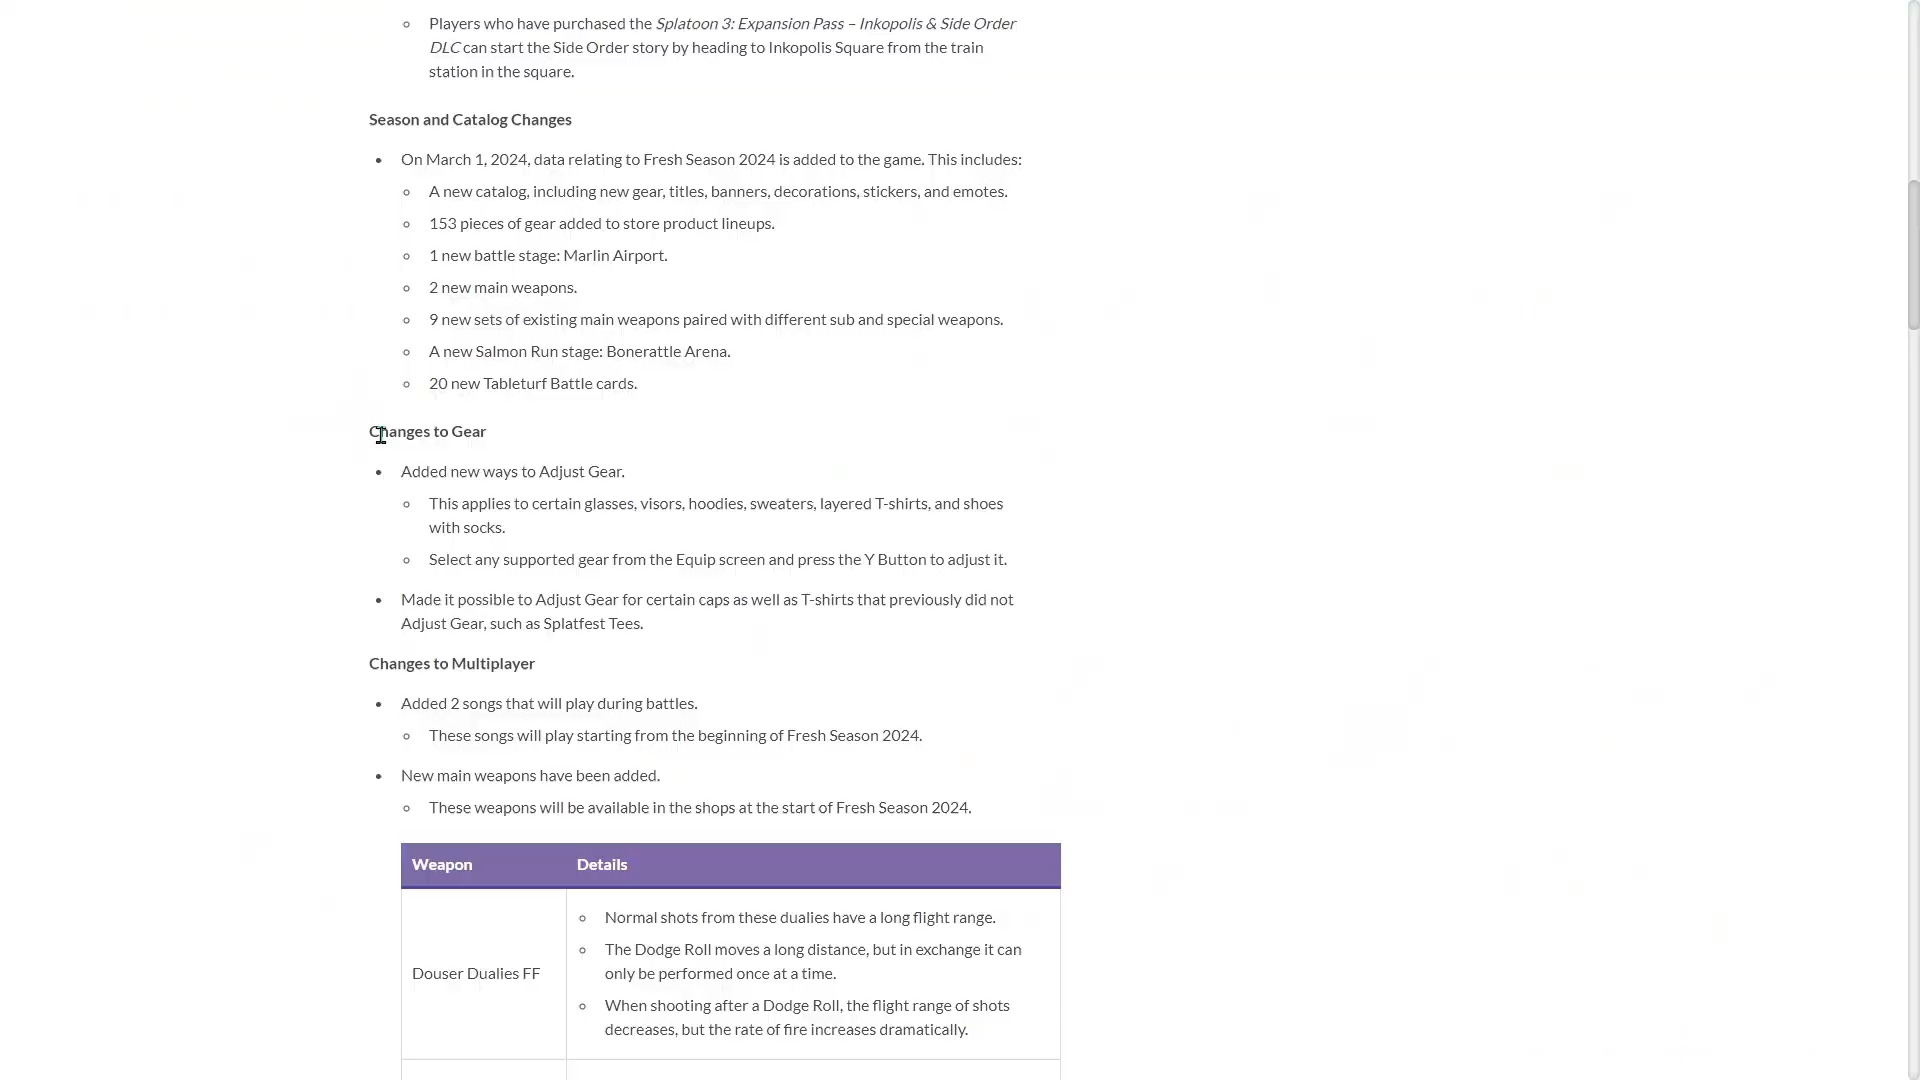 Players who have purchased the Splatoon 3: Expansion Pass – Inkopolis & Side Order
DLC can start the Side Order story by heading to Inkopolis Square from the train
station in the square.
Season and Catalog Changes
On March 1, 2024, data relating to Fresh Season 2024 is added to the game. This includes:
A new catalog, including new gear, titles, banners, decorations, stickers, and emotes.
153 pieces of gear added to store product lineups.
1 new battle stage: Marlin Airport.
2 new main weapons.
9 new sets of existing main weapons paired with different sub and special weapons.
A new Salmon Run stage: Bonerattle Arena.
20 new Tableturf Battle cards.
Changes to Gear
Added new ways to Adjust Gear.
This applies to certain glasses, visors, hoodies, sweaters, layered T-shirts, and shoes
with socks.
Select any supported gear from the Equip screen and press the Y Button to adjust it.
Made it possible to Adjust Gear for certain caps as well as T-shirts that previously did not
Adjust Gear, such as Splatfest Tees.
Changes to Multiplayer
Added 2 songs that will play during battles.
These songs will play starting from the beginning of Fresh Season 2024.
New main weapons have been added.
These weapons will be available in the shops at the start of Fresh Season 2024.
Weapon Details
Normal shots from these dualies have a long flight range.
The Dodge Roll moves a long distance, but in exchange it can
only be performed once at a time.
Douser Dualies FF
When shooting after a Dodge Roll, the flight range of shots
decreases, but the rate of fire increases dramatically.